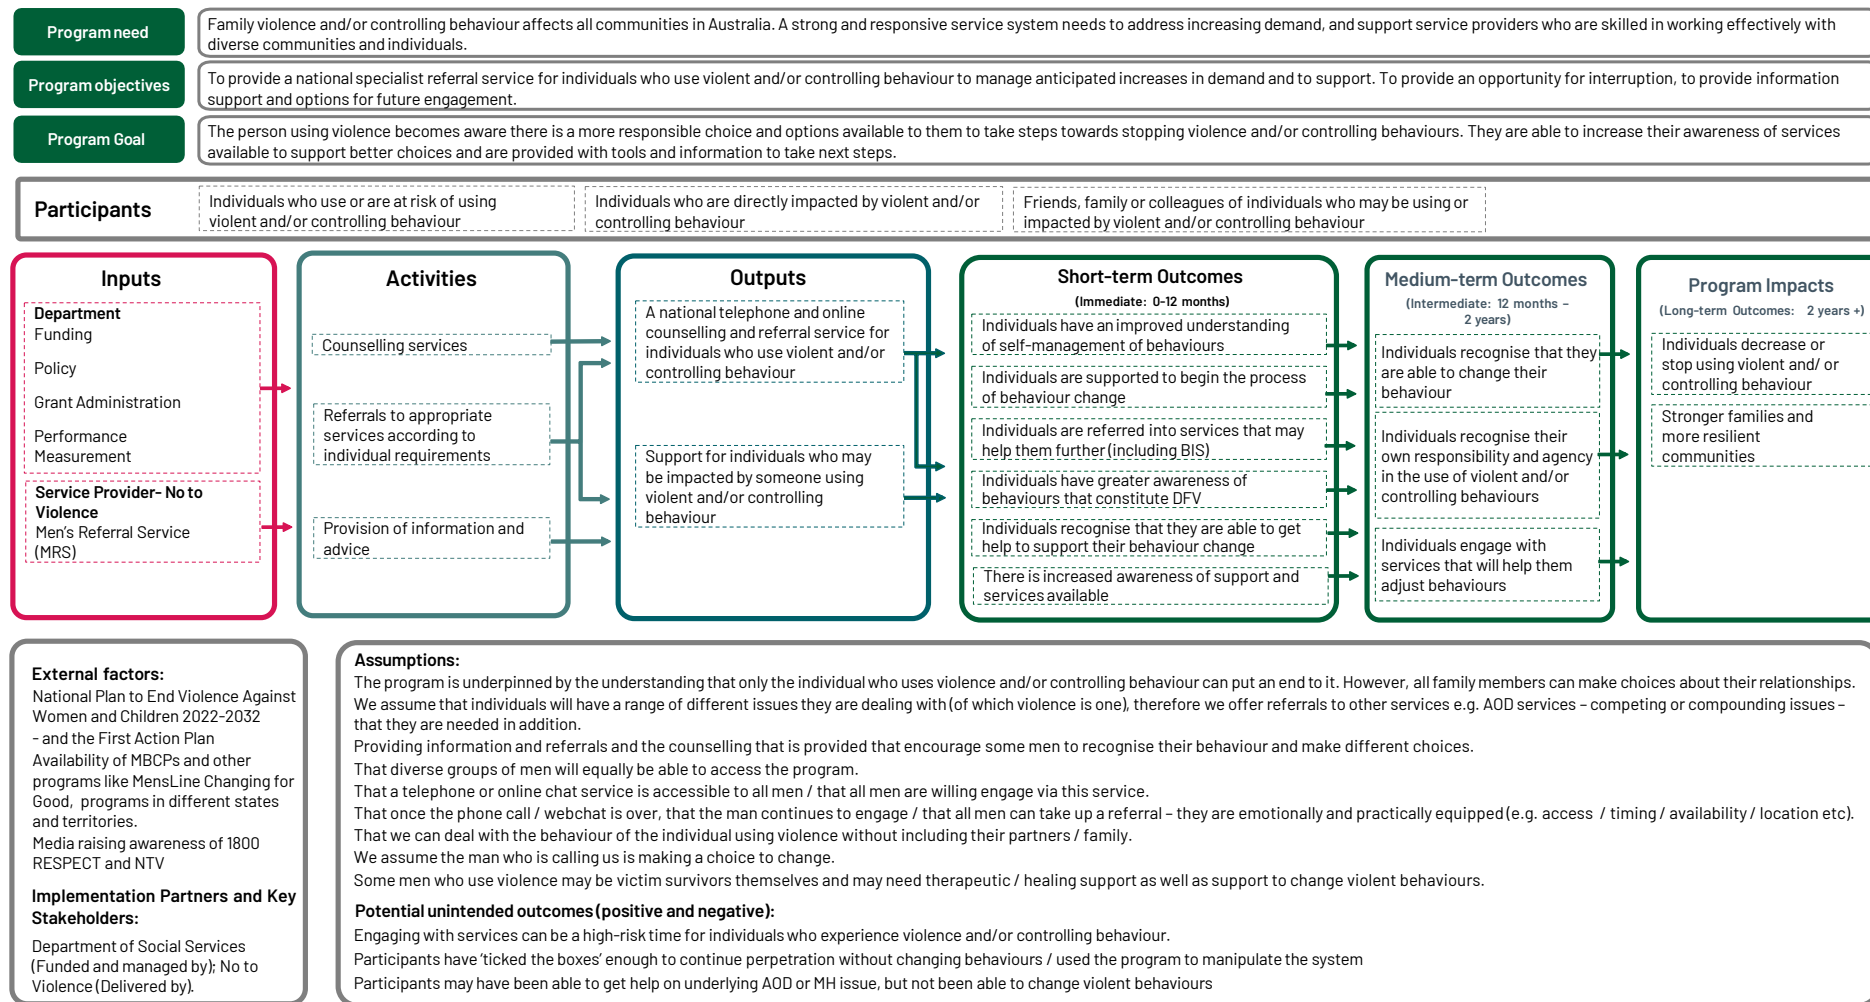 Program need
Family violence and/or controlling behaviour affects all communities in Australia. A strong and responsive service system needs to address increasing demand, and support service providers who are skilled in working effectively with
diverse communities and individuals.
Program objectives
To provide a national specialist referral service for individuals who use violent and/or controlling behaviour to manage anticipated increases in demand and to support. To provide an opportunity for interruption, to provide information
support and options for future engagement.
Program Goal
The person using violence becomes aware there is a more responsible choice and options available to them to take steps towards stopping violence and/or controlling behaviours. They are able to increase their awareness of services
available to support better choices and are provided with tools and information to take next steps.
Participants
Individuals who use or are at risk of using
violent and/or controlling behaviour
Individuals who are directly impacted by violent and/or
controlling behaviour
Friends, family or colleagues of individuals who may be using or
impacted by violent and/or controlling behaviour
Inputs
Department
Funding
Policy
Grant Administration
Performance
Measurement
Service Provider- No to
Violence
Men's Referral Service
(MRS)
Activities
Counselling services
Referrals to appropriate
services according to
individual requirements
Provision of information and
advice
Outputs
A national telephone and online
counselling and referral service for
individuals who use violent and/or
controlling behaviour
Support for individuals who may
be impacted by someone using
violent and/or controlling
behaviour
Short-term Outcomes
(Immediate: 0-12 months)
Individuals have an improved understanding
of self-management of behaviours
Individuals are supported to begin the process
of behaviour change
Individuals are referred into services that may
help them further (including BIS)
Individuals have greater awareness of
behaviours that constitute DFV
Individuals recognise that they are able to get
help to support their behaviour change
There is increased awareness of support and
services available
Medium-term Outcomes
(Intermediate: 12 months –
2 years)
Individuals recognise that they
are able to change their
behaviour
Individuals recognise their
own responsibility and agency
in the use of violent and/or
controlling behaviours
Individuals engage with
services that will help them
adjust behaviours
Program Impacts
(Long-term Outcomes: 2 years +)
Individuals decrease or
stop using violent and/ or
controlling behaviour
Stronger families and
more resilient
communities
External factors:
National Plan to End Violence Against
Women and Children 2022-2032
- and the First Action Plan
Availability of MBCPs and other
programs like MensLine Changing for
Good, programs in different states
and territories.
Media raising awareness of 1800
RESPECT and NTV
Implementation Partners and Key
Stakeholders:
Department of Social Services
(Funded and managed by); No to
Violence (Delivered by).
Assumptions:
The program is underpinned by the understanding that only the individual who uses violence and/or controlling behaviour can put an end to it. However, all family members can make choices about their relationships.
We assume that individuals will have a range of different issues they are dealing with (of which violence is one), therefore we offer referrals to other services e.g. AOD services – competing or compounding issues –
that they are needed in addition.
Providing information and referrals and the counselling that is provided that encourage some men to recognise their behaviour and make different choices.
That diverse groups of men will equally be able to access the program.
That a telephone or online chat service is accessible to all men / that all men are willing engage via this service.
That once the phone call / webchat is over, that the man continues to engage / that all men can take up a referral – they are emotionally and practically equipped (e.g. access / timing / availability / location etc).
That we can deal with the behaviour of the individual using violence without including their partners / family.
We assume the man who is calling us is making a choice to change.
Some men who use violence may be victim survivors themselves and may need therapeutic / healing support as well as support to change violent behaviours.
Potential unintended outcomes (positive and negative):
Engaging with services can be a high-risk time for individuals who experience violence and/or controlling behaviour.
Participants have 'ticked the boxes' enough to continue perpetration without changing behaviours / used the program to manipulate the system
Participants may have been able to get help on underlying AOD or MH issue, but not been able to change violent behaviours